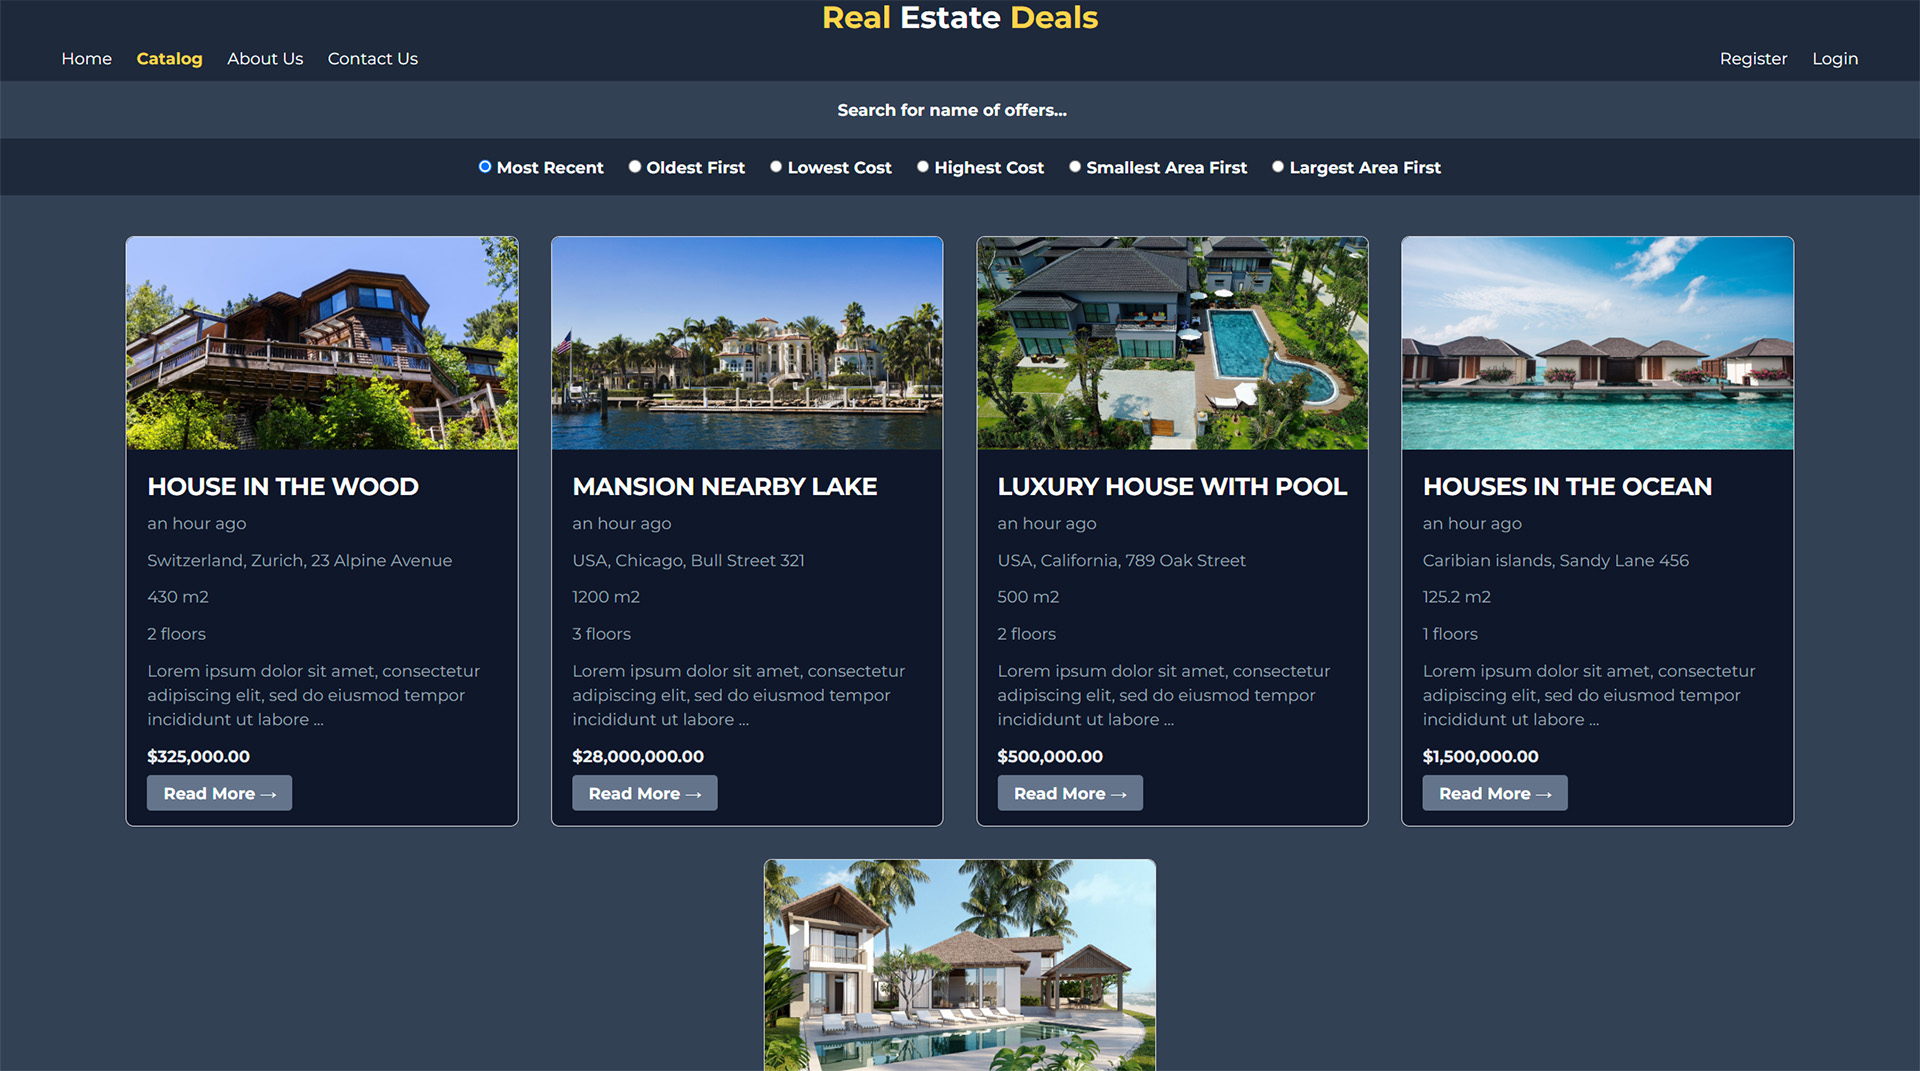 Real Estate Deals
Home Catalog About Us Contact Us Register Login
Search for name of offers...
Most Recent Oldest First Lowest Cost Highest Cost Smallest Area First Largest Area First
HOUSE IN THE WOOD
an hour ago
Switzerland, Zurich, 23 Alpine Avenue
430 m2
2 floors
Lorem ipsum dolor sit amet, consectetur
adipiscing elit, sed do eiusmod tempor
incididunt ut labore ...
$325,000.00
Read More →
MANSION NEARBY LAKE
an hour ago
USA, Chicago, Bull Street 321
1200 m2
3 floors
Lorem ipsum dolor sit amet, consectetur
adipiscing elit, sed do eiusmod tempor
incididunt ut labore ...
$28,000,000.00
Read More →
LUXURY HOUSE WITH POOL
an hour ago
USA, California, 789 Oak Street
500 m2
2 floors
Lorem ipsum dolor sit amet, consectetur
adipiscing elit, sed do eiusmod tempor
incididunt ut labore ...
$500,000.00
Read More →
HOUSES IN THE OCEAN
an hour ago
Caribian islands, Sandy Lane 456
125.2 m2
1 floors
Lorem ipsum dolor sit amet, consectetur
adipiscing elit, sed do eiusmod tempor
incididunt ut labore ...
$1,500,000.00
Read More →